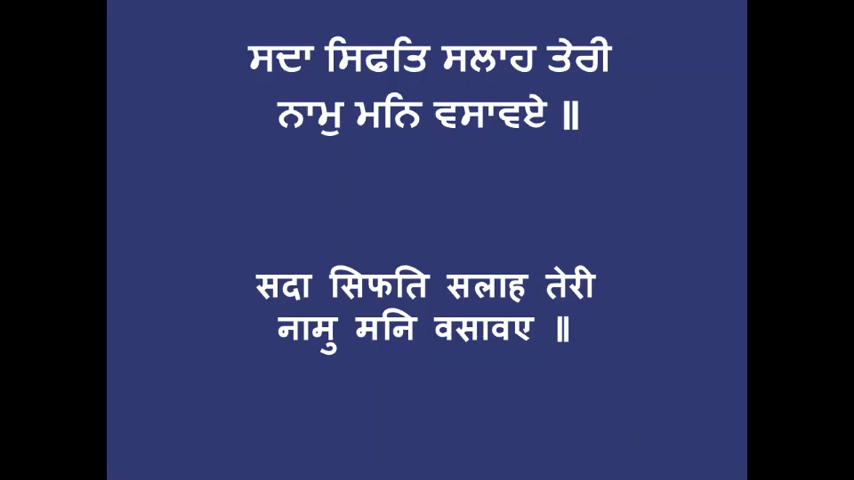 ਸਦਾ ਸਿਫਤਿ ਸਲਾਹ ਤੇਰੀ
ਨਾਮੁ ਮਨਿ ਵਸਾਵਏ ॥
सदा सिफति सलाह तेरी
नामु मनि वसावए ॥